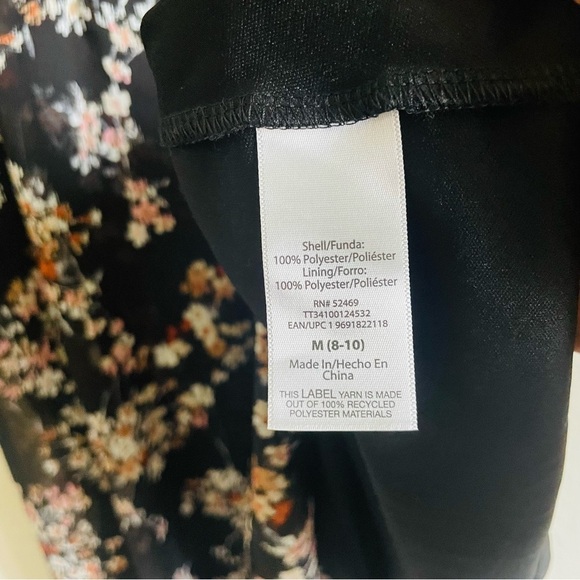 Shell/Funda:
100% Polyester/Poliéster
Lining/Forro:
100% Polyester/Poliéster
RN# 52469
TT34100124532
EAN/UPC 1 9691822118
M (8-10)
Made In/Hecho En
China
THIS LABEL YARN IS MADE
OUT OF 100% RECYCLED
POLYESTER MATERIALS